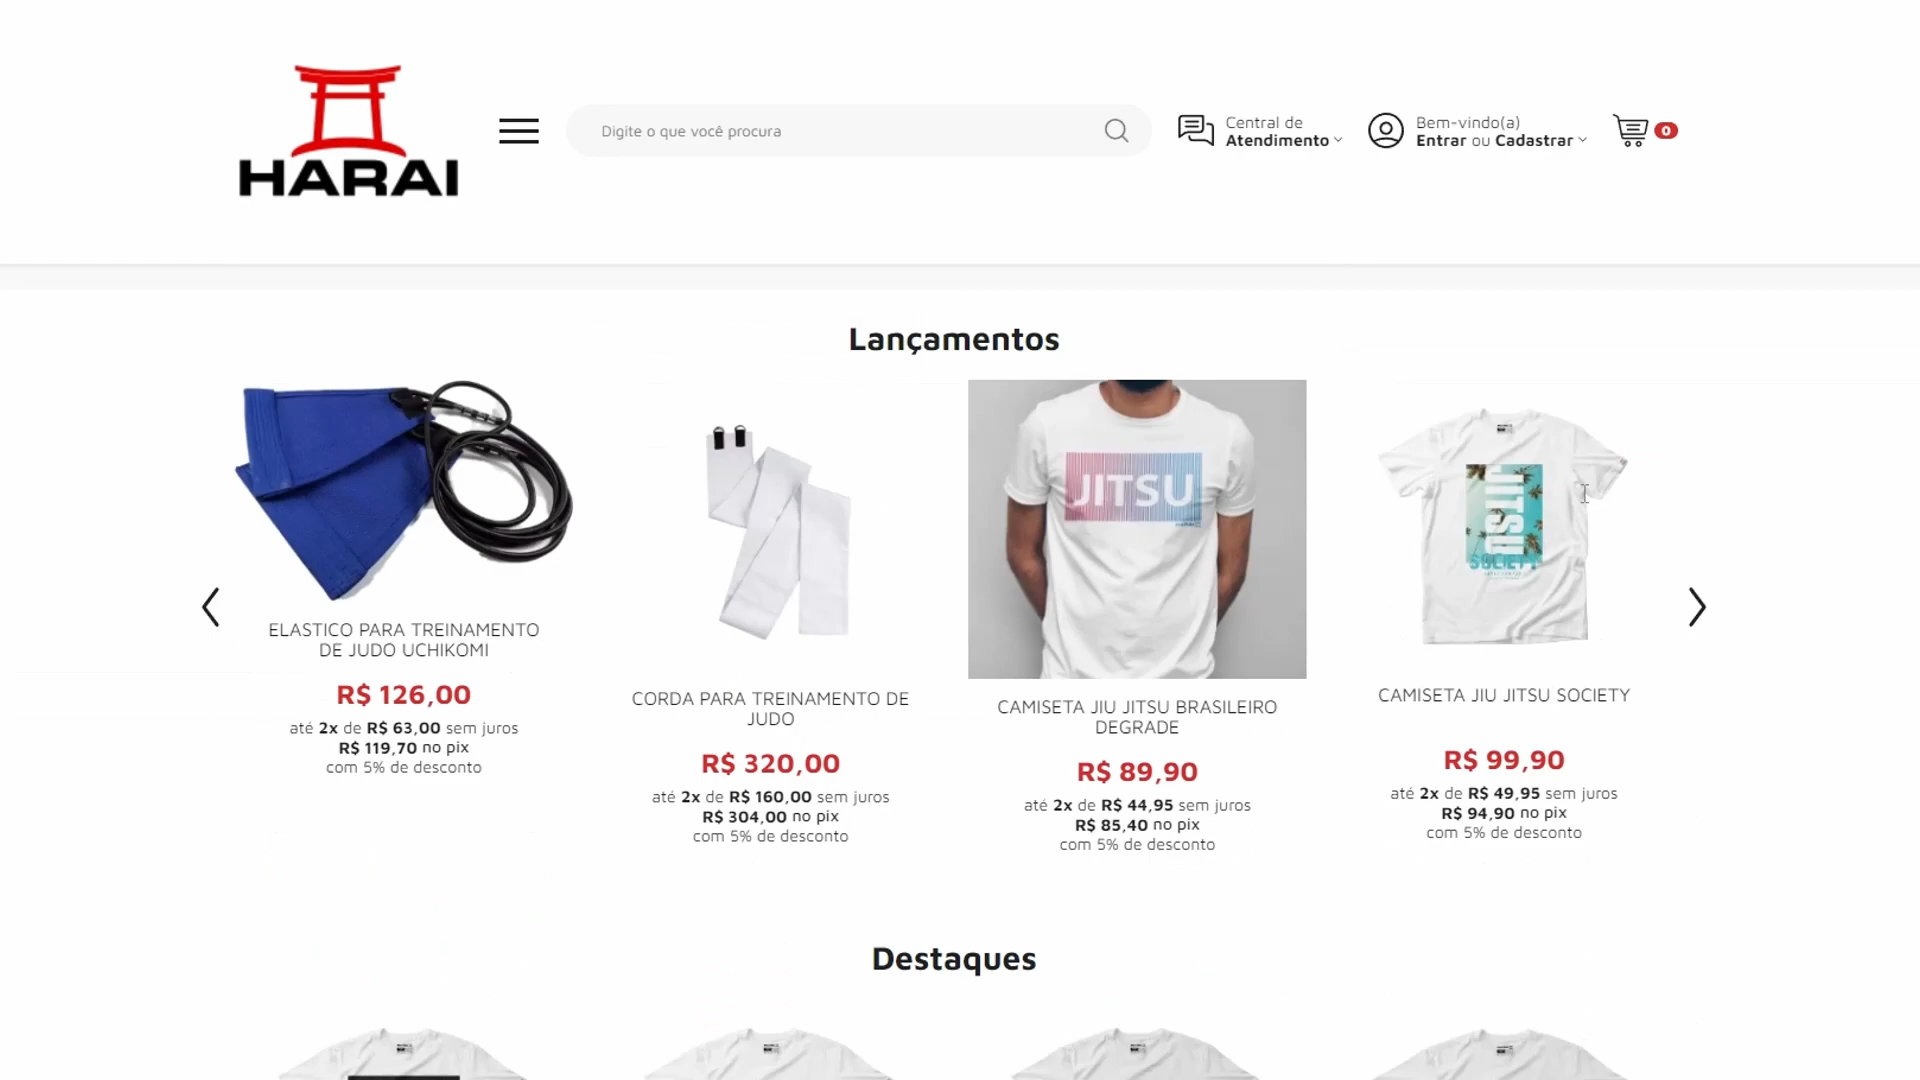 HARAI
Digite o que você procura
Central de
Atendimento
Bem-vindo(a)
Entrar ou Cadastrar
0
Lançamentos
JITSU
JITSU
SOCIETY
ELASTICO PARA TREINAMENTO
DE JUDO UCHIKOMI
R$ 126,00
até 2x de R$ 63,00 sem juros
R$ 119,70 no pix
com 5% de desconto
CORDA PARA TREINAMENTO DE
JUDO
R$ 320,00
até 2x de R$ 160,00 sem juros
R$ 304,00 no pix
com 5% de desconto
CAMISETA JIU JITSU BRASILEIRO
DEGRADE
R$ 89,90
até 2x de R$ 44,95 sem juros
R$ 85,40 no pix
com 5% de desconto
CAMISETA JIU JITSU SOCIETY
R$ 99,90
até 2x de R$ 49,95 sem juros
R$ 94,90 no pix
com 5% de desconto
Destaques